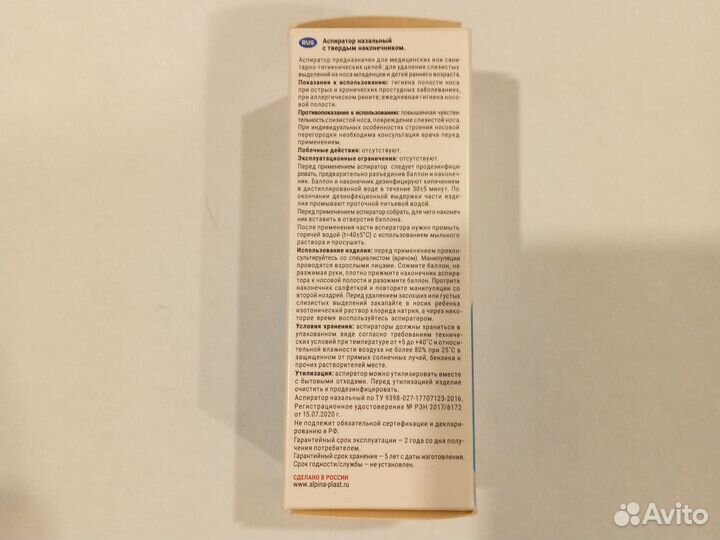 RUS Аспиратор назальный
с твердым наконечником.
Аспиратор предназначен для медицинских или сани-
тарно-гигиенических целей: для удаления слизистых
выделений из носа младенцев и детей раннего возраста.
Показания к использованию: гигиена полости носа
при острых и хронических простудных заболеваниях,
при аллергическом рините; ежедневная гигиена носо-
вой полости.
Противопоказания к использованию: повышенная чувстви-
тельность слизистой носа, повреждение слизистой носа.
При индивидуальных особенностях строения носовой
перегородки необходима консультация врача перед
применением.
Побочные действия: отсутствуют.
Эксплуатационные ограничения: отсутствуют.
Перед применением аспиратор следует продезинфици-
ровать, предварительно разъединив баллон и наконеч-
ник. Баллон и наконечник дезинфицируют кипячением
в дистиллированной воде в течение 30±5 минут. По
окончании дезинфекционной выдержки части изде-
лия промывают проточной питьевой водой.
Перед применением аспиратор собрать, для чего наконеч-
ник вставить в отверстие баллона.
После применения части аспиратора нужно промыть
горячей водой (t=40±5°С) с использованием мыльного
раствора и просушить.
Использование изделия: перед применением прокон-
сультируйтесь со специалистом (врачом). Манипуляции
проводятся взрослыми лицами. Сожмите баллон, не
разжимая руки, плотно прижмите наконечник аспира-
тора к носовой полости и разожмите баллон. Протрите
наконечник салфеткой и повторите манипуляции со
второй ноздрей. Перед удалением засохших или густых
слизистых выделений закапайте в носик ребенка
изотонический раствор хлорида натрия, а через неко-
торое время воспользуйтесь аспиратором.
Условия хранения: аспираторы должны храниться в
упакованном виде согласно требованиям техничес-
ких условий при температуре от +5 до +40°С и относи-
тельной влажности воздуха не более 80% при 25°С в
защищенном от прямых солнечных лучей, бензина и
прочих растворителей месте.
Утилизация: аспиратор можно утилизировать вместе
с бытовыми отходами. Перед утилизацией изделие
очистить и продезинфицировать.
Аспиратор назальный по ТУ 9398-027-17707123-2016.
Регистрационное удостоверение № РЗН 2017/6172
от 15.07.2020 г.
Не подлежит обязательной сертификации и деклари-
рованию в РФ.
Гарантийный срок эксплуатации — 2 года со дня полу-
чения потребителем.
Гарантийный срок хранения — 5 лет с даты изготовления.
Срок годности/службы — не установлен.
СДЕЛАНО В РОССИИ
www.alpina-plast.ru
Avito